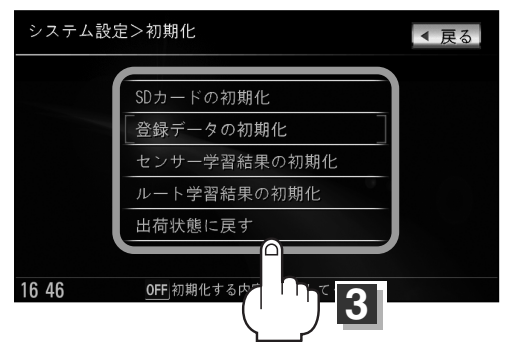 システム設定＞初期化
◀ 戻る
SDカードの初期化
登録データの初期化
センサー学習結果の初期化
ルート学習結果の初期化
出荷状態に戻す
16 46
OFF 初期化する内 して
3